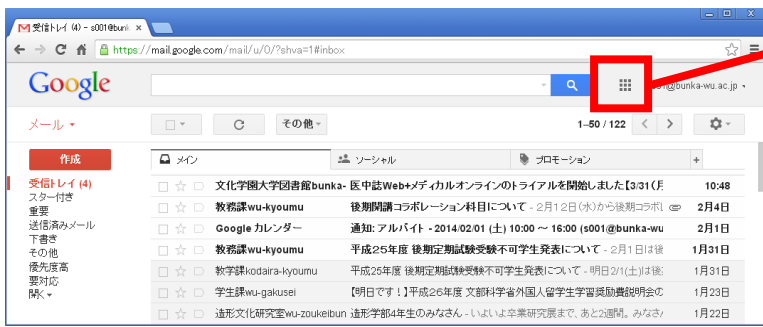 受信トレイ (4) - s001@bunk
https://mail.google.com/mail/u/0/?shva=1#inbox
Google
01@bunka-wu.ac.jp
メール
その他
1–50 / 122
作成
メイン
ソーシャル
プロモーション
+
受信トレイ (4)
スター付き
重要
送信済みメール
下書き
その他
優先度高
要対応
開く
文化学園大学図書館bunka- 医中誌Web+メディカルオンラインのトライアルを開始しました【3/31(月 10:48
教務課wu-kyoumu 後期開講コラボレーション科目について - 2月12日(水)から後期コラボレ 2月4日
Google カレンダー 通知: アルバイト - 2014/02/01 (土) 10:00 ~ 16:00 (s001@bunka-wu 2月1日
教務課wu-kyoumu 平成25年度 後期定期試験受験不可学生発表について - 2月1日は後 1月31日
教学課kodaira-kyoumu 平成25年度 後期定期試験受験不可学生発表について - 明日2/1(土)は後 1月31日
学生課wu-gakusei 【明日です!】平成26年度 文部科学省外国人留学生学習奨励費説明会の 1月23日
造形文化研究室wu-zoukeibun 造形学部4年生のみなさん - いよいよ卒業研究展まで、あと2週間。みなさん 1月22日